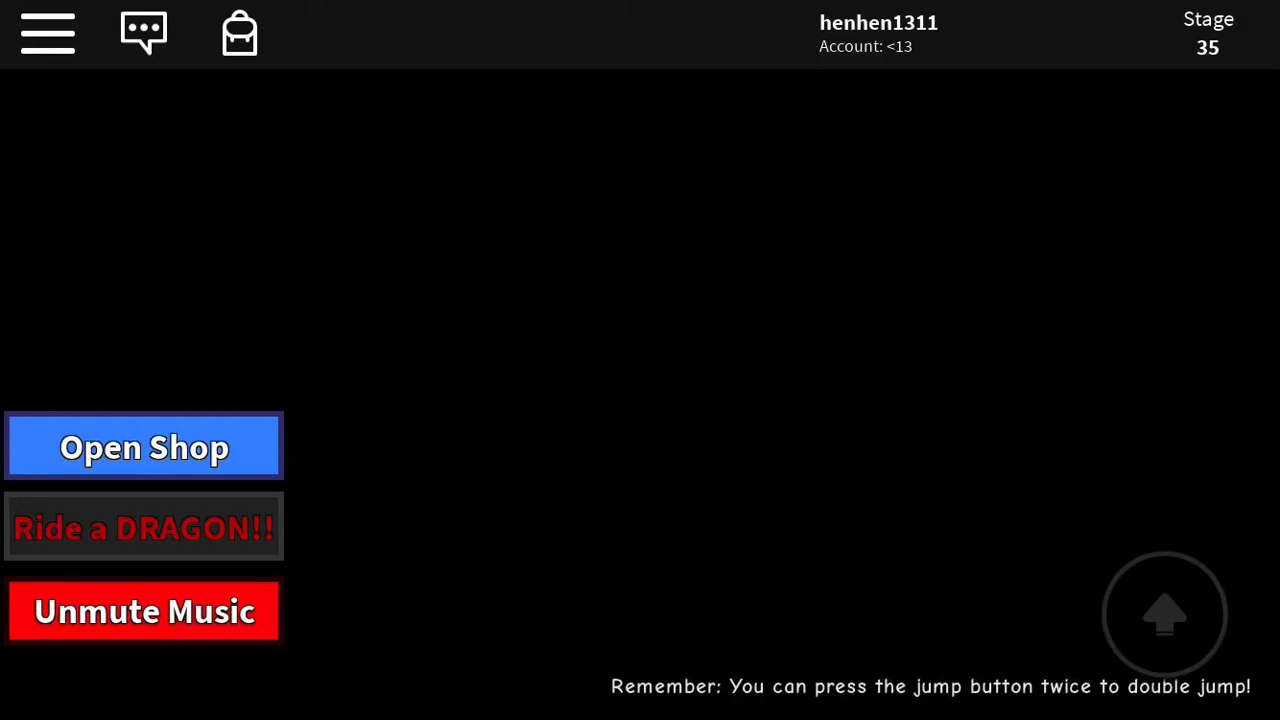 henhen1311
Account: <13
Stage
35
Open Shop
Ride a DRAGON!!
Unmute Music
Remember: You can press the jump button twice to double jump!